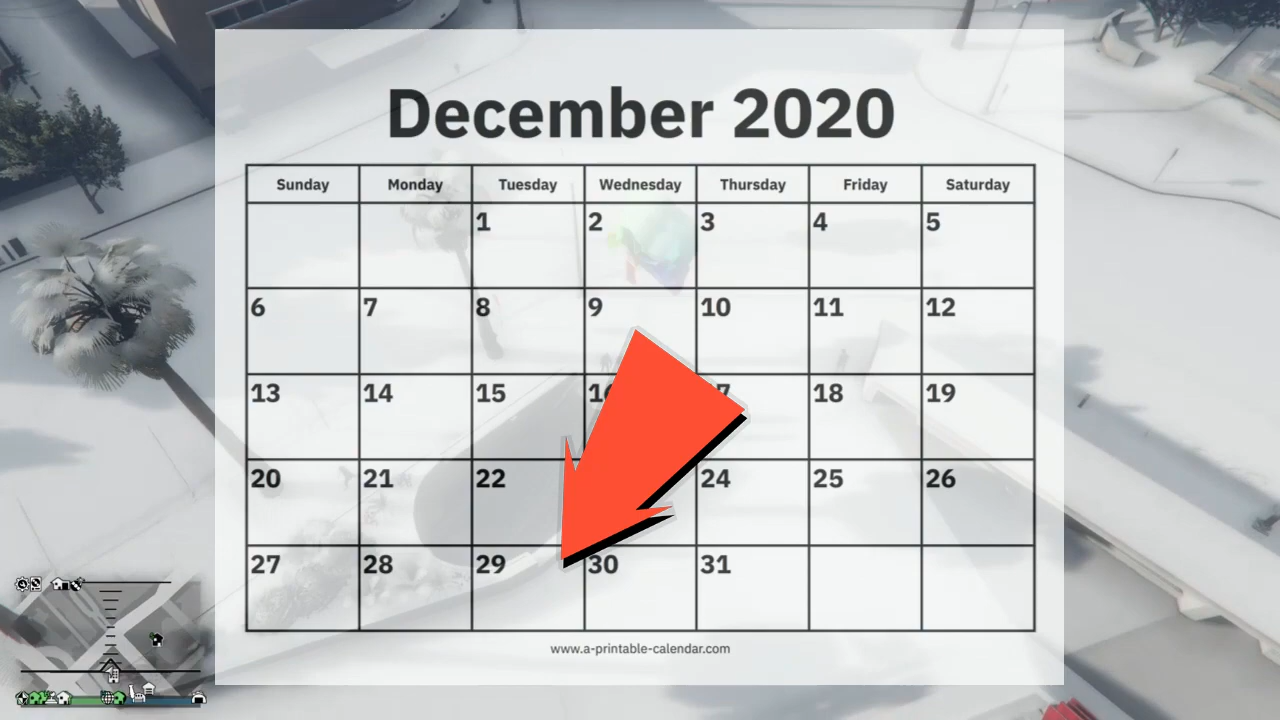 December 2020
Sunday Monday Tuesday Wednesday Thursday Friday Saturday
1 2 3 4 5
6 7 8 9 10 11 12
13 14 15 18 19
20 21 22 24 25 26
27 28 29 30 31
www.a-printable-calendar.com